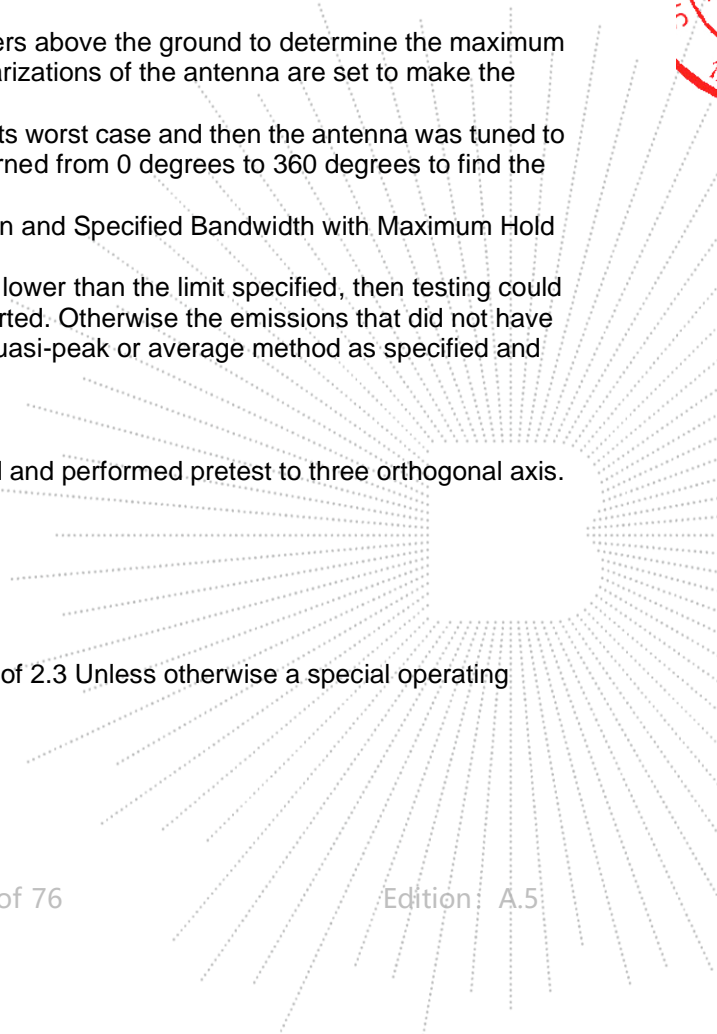 ers above the ground to determine the maximum
arizations of the antenna are set to make the
ts worst case and then the antenna was tuned to
rned from 0 degrees to 360 degrees to find the
n and Specified Bandwidth with Maximum Hold
lower than the limit specified, then testing could
rted. Otherwise the emissions that did not have
uasi-peak or average method as specified and
d and performed pretest to three orthogonal axis.
of 2.3 Unless otherwise a special operating
of 76 Edition: A.5